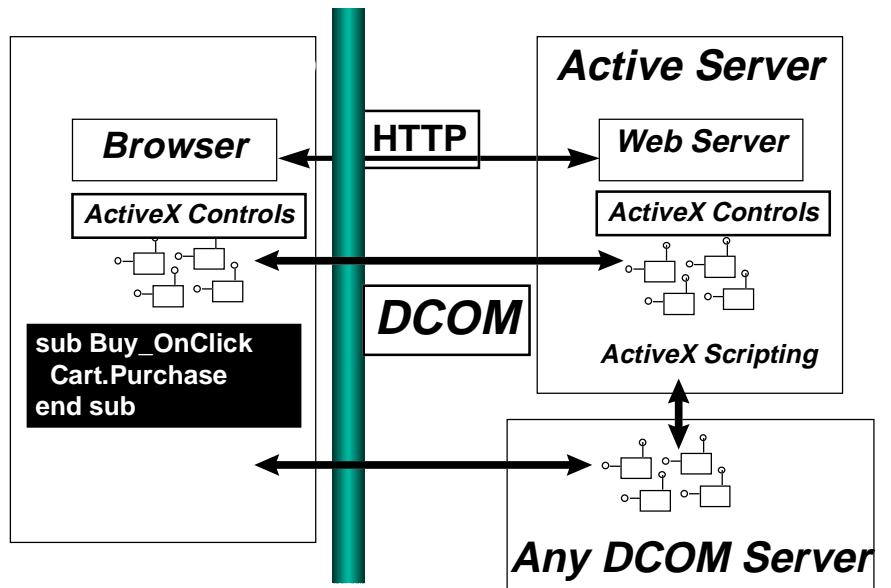 Active Server
HTTP
Browser
Web Server
ActiveX Controls
ActiveX Controls
DCOM
sub Buy_OnClick
Cart.Purchase
end sub
ActiveX Scripting
Any DCOM Server